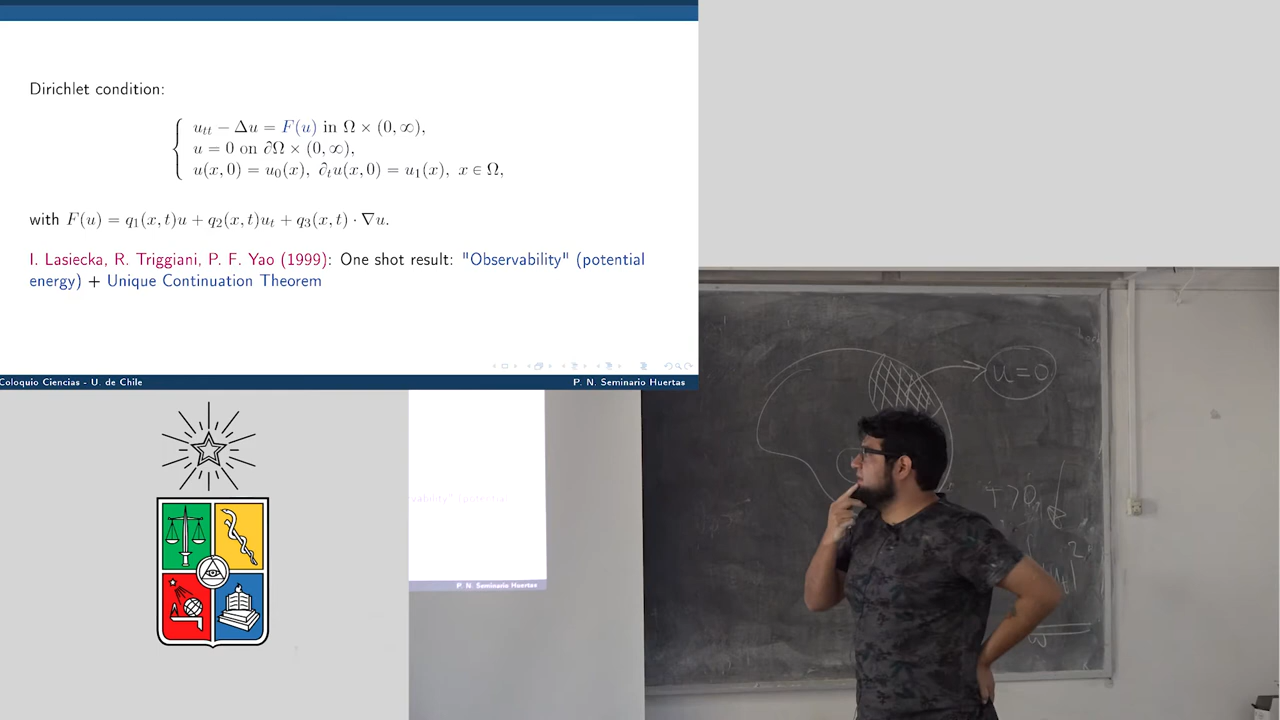 Dirichlet condition:
u_tt − Δu = F(u) in Ω × (0, ∞),
u = 0 on ∂Ω × (0, ∞),
u(x, 0) = u_0(x), ∂_t u(x, 0) = u_1(x), x ∈ Ω,
with F(u) = q_1(x, t)u + q_2(x, t)u_t + q_3(x, t) · ∇u.
I. Lasiecka, R. Triggiani, P. F. Yao (1999): One shot result: "Observability" (potential
energy) + Unique Continuation Theorem
Coloquio Ciencias - U. de Chile
P. N. Seminario Huertas
u=0
P. N. Seminario Huertas